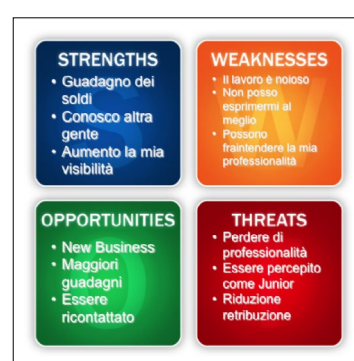 STRENGTHS
• Guadagno dei
soldi
• Conosco altra
gente
• Aumento la mia
visibilità
WEAKNESSES
• Il lavoro è noioso
• Non posso
esprimermi al
meglio
• Possono
fraintendere la mia
professionalità
OPPORTUNITIES
• New Business
• Maggiori
guadagni
• Essere
ricontattato
THREATS
• Perdere di
professionalità
• Essere percepito
come Junior
• Riduzione
retribuzione